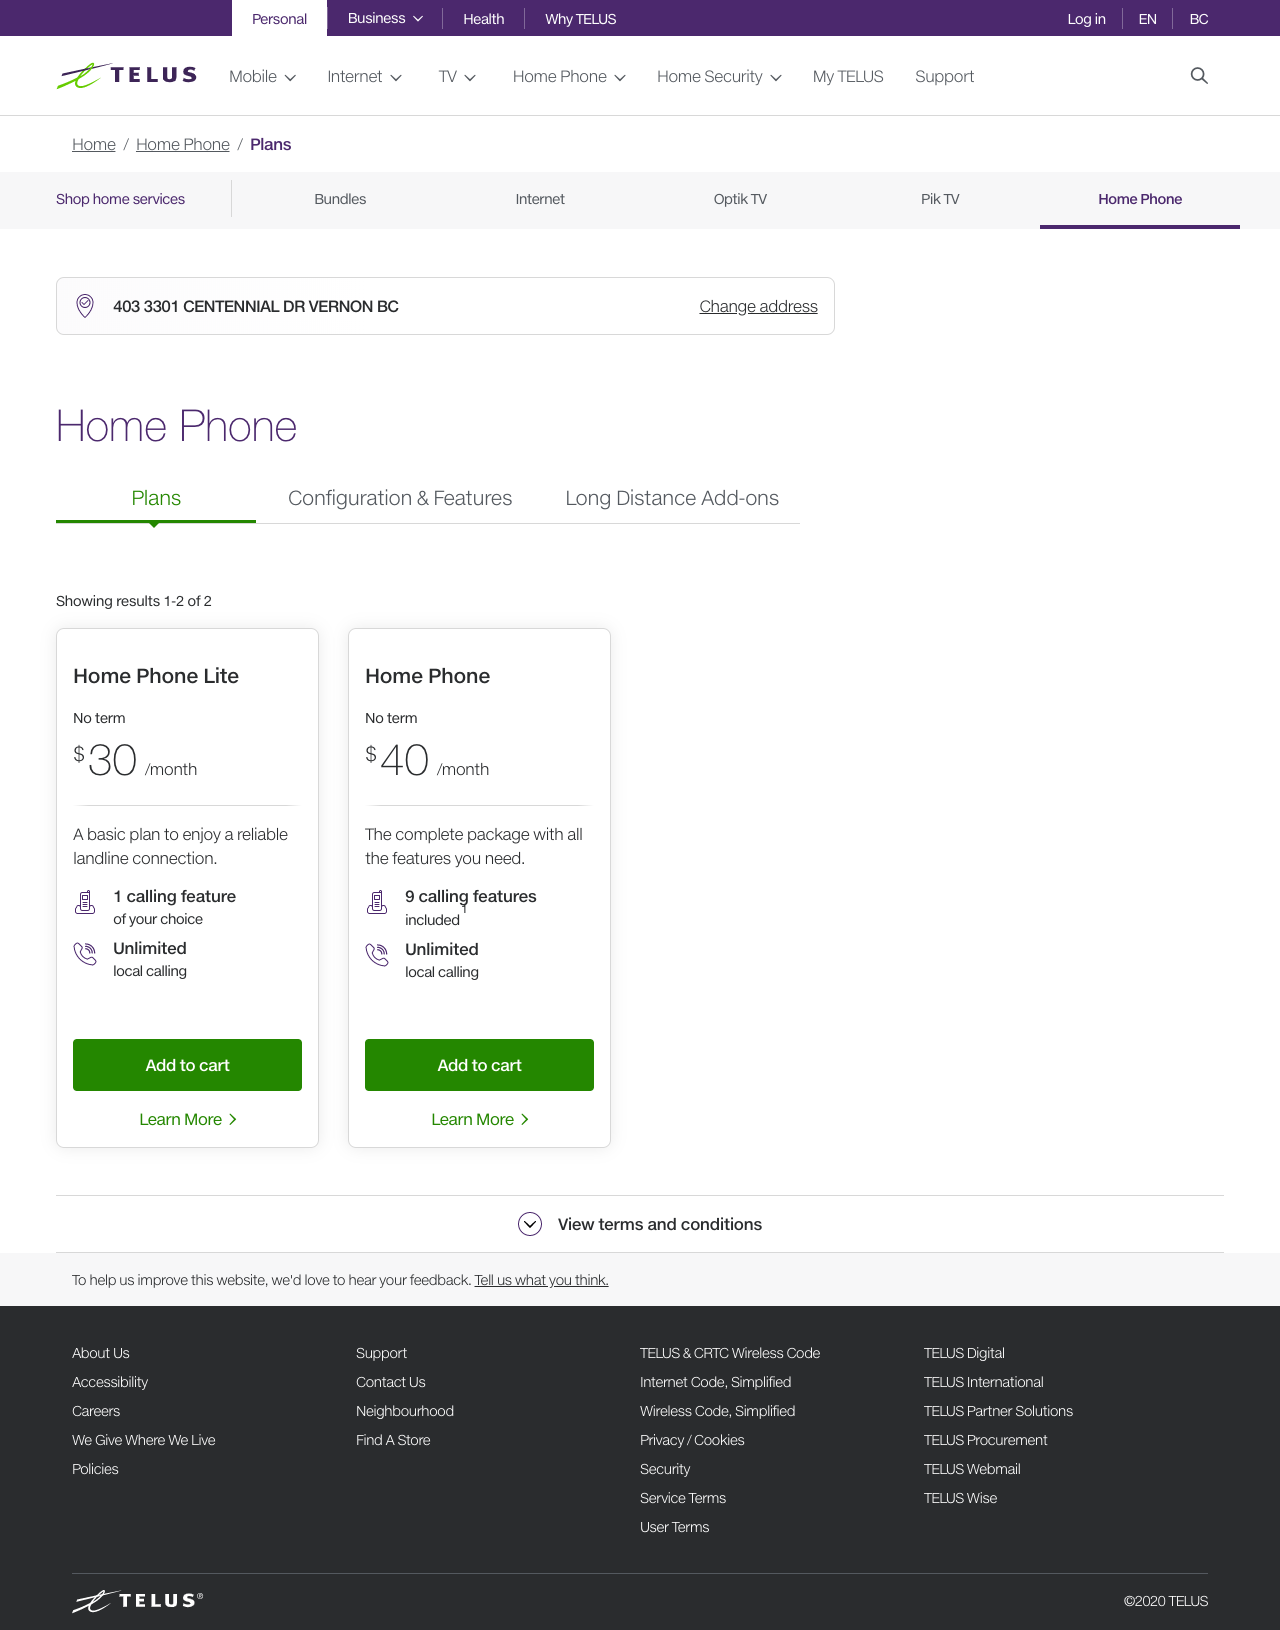 Personal Business Health Why TELUS Log in EN BC
TELUS Mobile Internet TV Home Phone Home Security My TELUS Support
Home / Home Phone / Plans
Shop home services Bundles Internet Optik TV Pik TV Home Phone
403 3301 CENTENNIAL DR VERNON BC Change address
Home Phone
Plans Configuration & Features Long Distance Add-ons
Showing results 1-2 of 2
Home Phone Lite
No term
$30 /month
A basic plan to enjoy a reliable
landline connection.
1 calling feature
of your choice
Unlimited
local calling
Add to cart
Learn More
Home Phone
No term
$40 /month
The complete package with all
the features you need.
9 calling features
included1
Unlimited
local calling
Add to cart
Learn More
View terms and conditions
To help us improve this website, we'd love to hear your feedback. Tell us what you think.
About Us
Accessibility
Careers
We Give Where We Live
Policies
Support
Contact Us
Neighbourhood
Find A Store
TELUS & CRTC Wireless Code
Internet Code, Simplified
Wireless Code, Simplified
Privacy / Cookies
Security
Service Terms
User Terms
TELUS Digital
TELUS International
TELUS Partner Solutions
TELUS Procurement
TELUS Webmail
TELUS Wise
TELUS® ©2020 TELUS